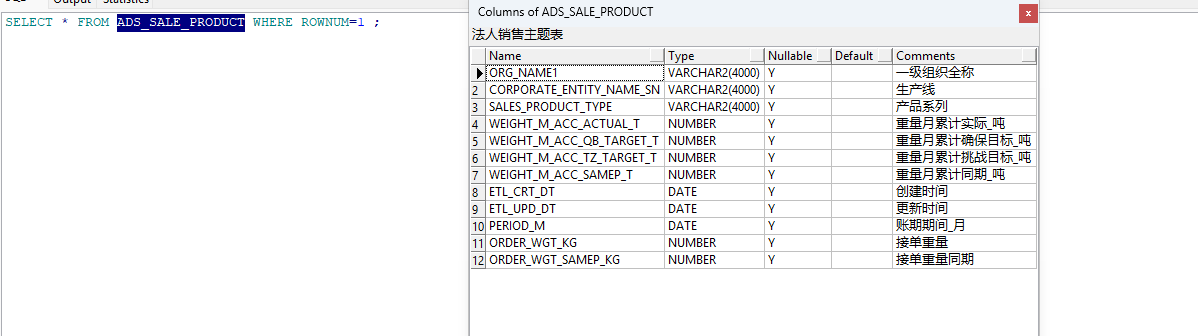 Output Statistics
SELECT * FROM ADS_SALE_PRODUCT WHERE ROWNUM=1 ;
Columns of ADS_SALE_PRODUCT
x
法人销售主题表
Name Type Nullable Default Comments
ORG_NAME1 VARCHAR2(4000) Y 一级组织全称
2 CORPORATE_ENTITY_NAME_SN VARCHAR2(4000) Y 生产线
3 SALES_PRODUCT_TYPE VARCHAR2(4000) Y 产品系列
4 WEIGHT_M_ACC_ACTUAL_T NUMBER Y 重量月累计实际_吨
5 WEIGHT_M_ACC_QB_TARGET_T NUMBER Y 重量月累计确保目标_吨
6 WEIGHT_M_ACC_TZ_TARGET_T NUMBER Y 重量月累计挑战目标_吨
7 WEIGHT_M_ACC_SAMEP_T NUMBER Y 重量月累计同期_吨
8 ETL_CRT_DT DATE Y 创建时间
9 ETL_UPD_DT DATE Y 更新时间
10 PERIOD_M DATE Y 账期期间_月
11 ORDER_WGT_KG NUMBER Y 接单重量
12 ORDER_WGT_SAMEP_KG NUMBER Y 接单重量同期